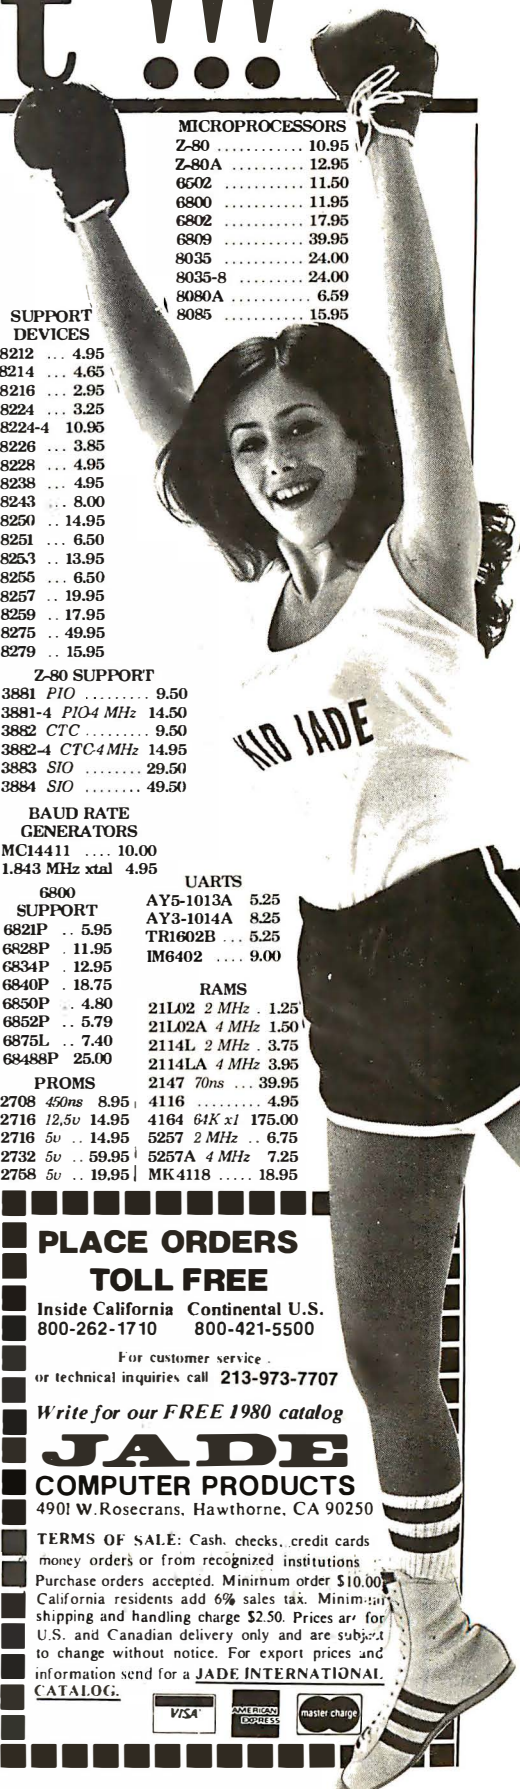 t !!!
MICROPROCESSORS
Z-80 ............ 10.95
Z-80A ........... 12.95
6502 ........... 11.50
6800 ........... 11.95
6802 ........... 17.95
6809 ........... 39.95
8035 ........... 24.00
8035-8 ......... 24.00
8080A ........... 6.59
8085 ........... 15.95
SUPPORT
DEVICES
8212 ... 4.95
8214 ... 4.65
8216 ... 2.95
8224 ... 3.25
8224-4 10.95
8226 ... 3.85
8228 ... 4.95
8238 ... 4.95
8243 ... 8.00
8250 .. 14.95
8251 ... 6.50
8253 .. 13.95
8255 ... 6.50
8257 .. 19.95
8259 .. 17.95
8275 .. 49.95
8279 .. 15.95
Z-80 SUPPORT
3881 PIO ......... 9.50
3881-4 PIO-4 MHz 14.50
3882 CTC ......... 9.50
3882-4 CTC-4 MHz 14.95
3883 SIO ........ 29.50
3884 SIO ........ 49.50
KID JADE
BAUD RATE
GENERATORS
MC14411 .... 10.00
1.843 MHz xtal 4.95
6800
SUPPORT
6821P .. 5.95
6828P . 11.95
6834P . 12.95
6840P . 18.75
6850P .. 4.80
6852P .. 5.79
6875L .. 7.40
68488P 25.00
PROMS
2708 450ns 8.95
2716 12,5v 14.95
2716 5v .. 14.95
2732 5v .. 59.95
2758 5v .. 19.95
UARTS
AY5-1013A 5.25
AY3-1014A 8.25
TR1602B ... 5.25
IM6402 .... 9.00
RAMS
21L02 2 MHz . 1.25
21L02A 4 MHz 1.50
2114L 2 MHz . 3.75
2114LA 4 MHz 3.95
2147 70ns ... 39.95
4116 ......... 4.95
4164 64K x1 175.00
5257 2 MHz .. 6.75
5257A 4 MHz 7.25
MK4118 ..... 18.95
PLACE ORDERS
TOLL FREE
Inside California Continental U.S.
800-262-1710 800-421-5500
For customer service .
or technical inquiries call 213-973-7707
Write for our FREE 1980 catalog
JADE
COMPUTER PRODUCTS
4901 W.Rosecrans, Hawthorne, CA 90250
TERMS OF SALE: Cash, checks, credit cards
money orders or from recognized institutions
Purchase orders accepted. Minimum order $10.00
California residents add 6% sales tax. Minimum
shipping and handling charge $2.50. Prices are for
U.S. and Canadian delivery only and are subject
to change without notice. For export prices and
information send for a JADE INTERNATIONAL
CATALOG.
VISA AMERICAN EXPRESS master charge